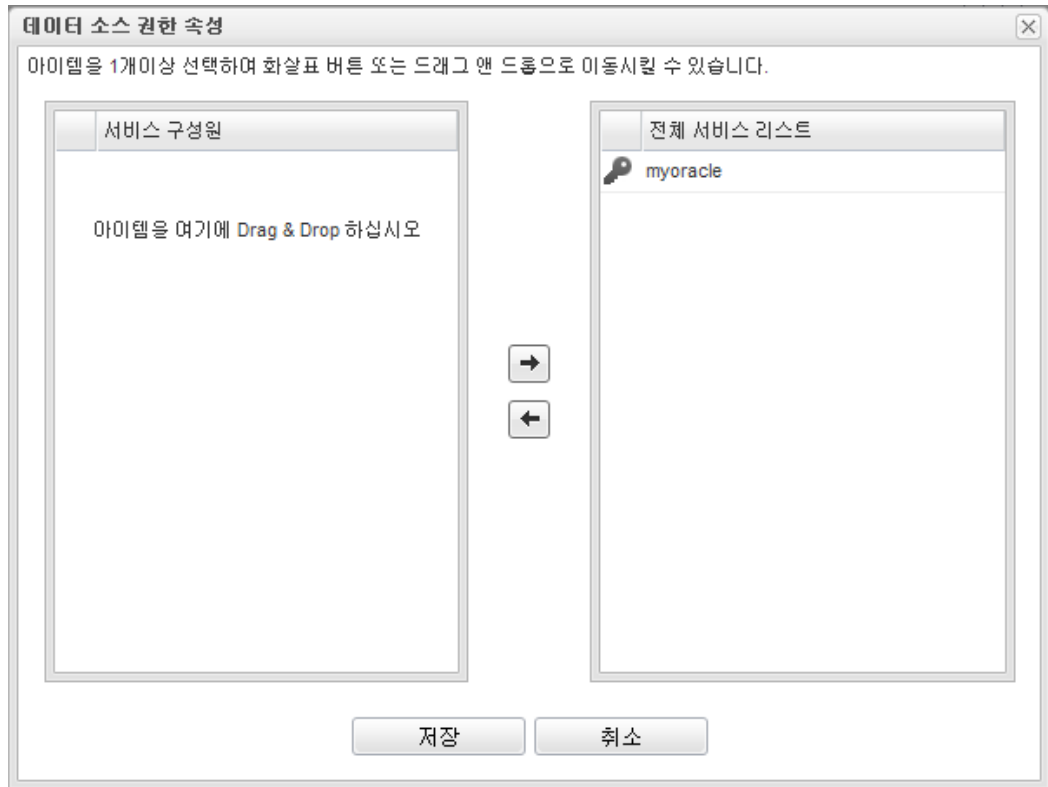 데이터 소스 권한 속성
아이템을 1개이상 선택하여 화살표 버튼 또는 드래그 앤 드롭으로 이동시킬 수 있습니다.
서비스 구성원
전체 서비스 리스트
myoracle
아이템을 여기에 Drag & Drop 하십시오
저장
취소